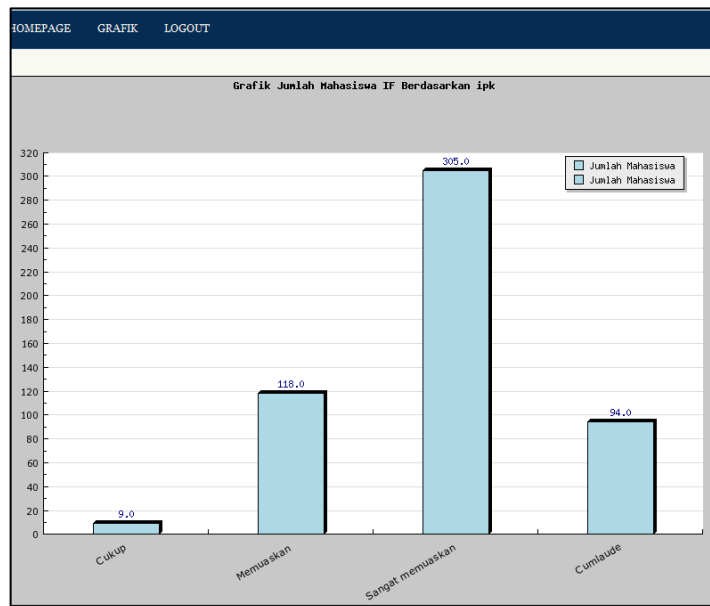 HOMEPAGE GRAFIK LOGOUT
Grafik Jumlah Mahasiswa IF Berdasarkan ipk
Jumlah Mahasiswa
Jumlah Mahasiswa
320
300
280
260
240
220
200
180
160
140
120
100
80
60
40
20
0
9.0
118.0
305.0
94.0
Cukup
Memuaskan
Sangat memuaskan
Cumlaude